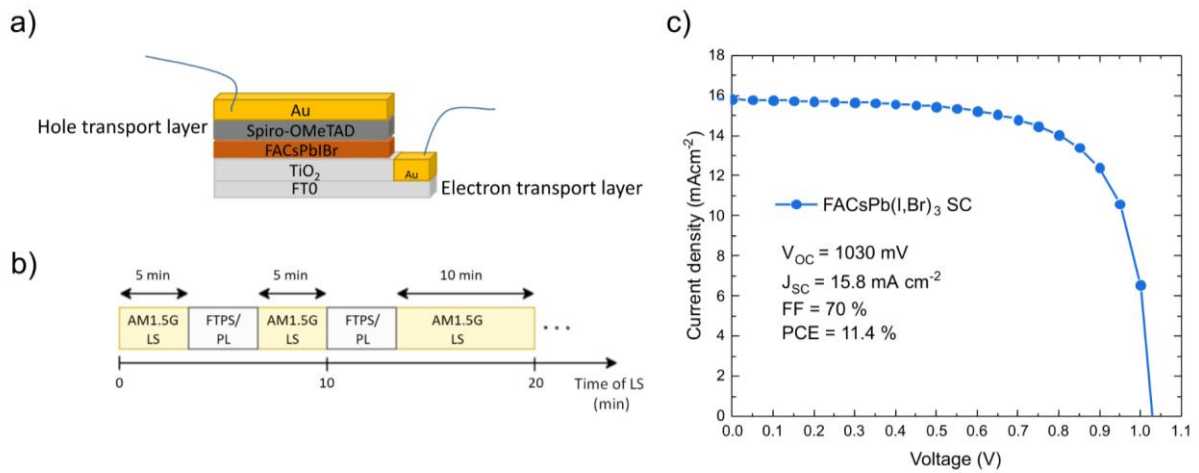 a)
Au
Hole transport layer
Spiro-OMeTAD
FACsPbIBr
TiO2
Au
FT0
Electron transport layer
b)
5 min
5 min
10 min
AM1.5G
LS
FTPS/
PL
AM1.5G
LS
FTPS/
PL
AM1.5G
LS
• • •
0
10
20
Time of LS
(min)
c)
18
16
14
12
10
8
6
4
2
0
Current density (mAcm-2)
FACsPb(I,Br)3 SC
VOC = 1030 mV
JSC = 15.8 mA cm-2
FF = 70 %
PCE = 11.4 %
0.0 0.1 0.2 0.3 0.4 0.5 0.6 0.7 0.8 0.9 1.0 1.1
Voltage (V)